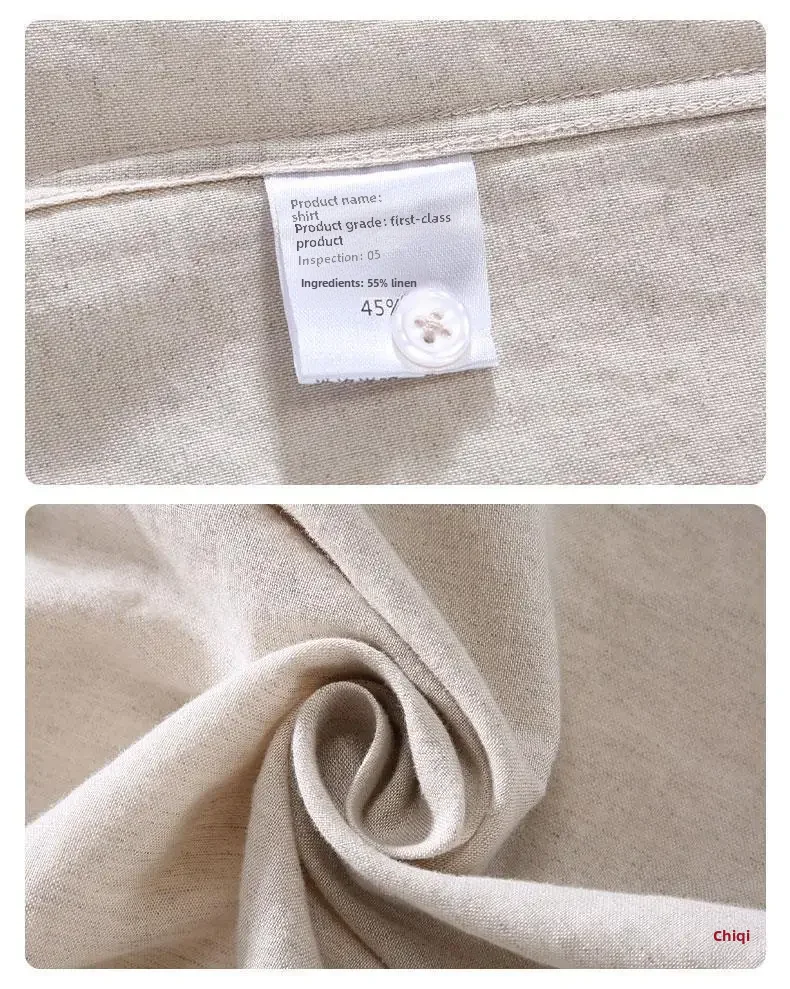 Product name:
shirt
Product grade: first-class
product
Inspection: 05
Ingredients: 55% linen
45%
Chiqi